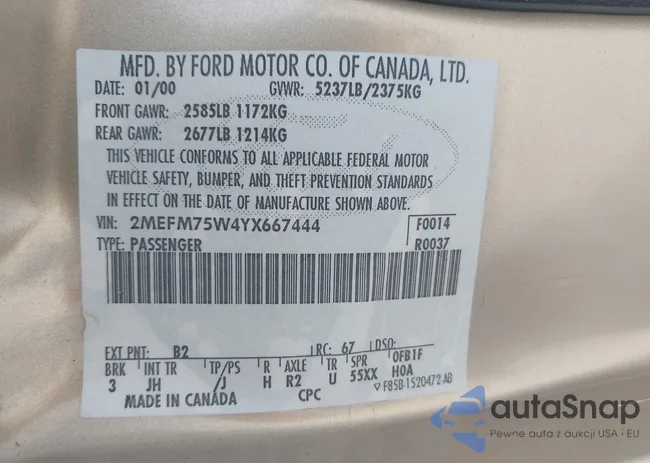 MFD. BY FORD MOTOR CO. OF CANADA, LTD.
DATE: 01/00 GVWR: 5237LB/2375KG
FRONT GAWR: 2585LB 1172KG
REAR GAWR: 2677LB 1214KG
THIS VEHICLE CONFORMS TO ALL APPLICABLE FEDERAL MOTOR
VEHICLE SAFETY, BUMPER, AND THEFT PREVENTION STANDARDS
IN EFFECT ON THE DATE OF MANUFACTURE SHOWN ABOVE.
VIN: 2MEFM75W4YX667444 F0014
TYPE: PASSENGER R0037
EXT PNT: B2 RC: 67 DSO:
BRK INT TR TP/PS R AXLE TR SPR 0FB1F
3 JH /J H R2 U 55XX H0A
MADE IN CANADA CPC ▽ F85B-1520472-AB
autaSnap
Pewne auta z aukcji USA i EU